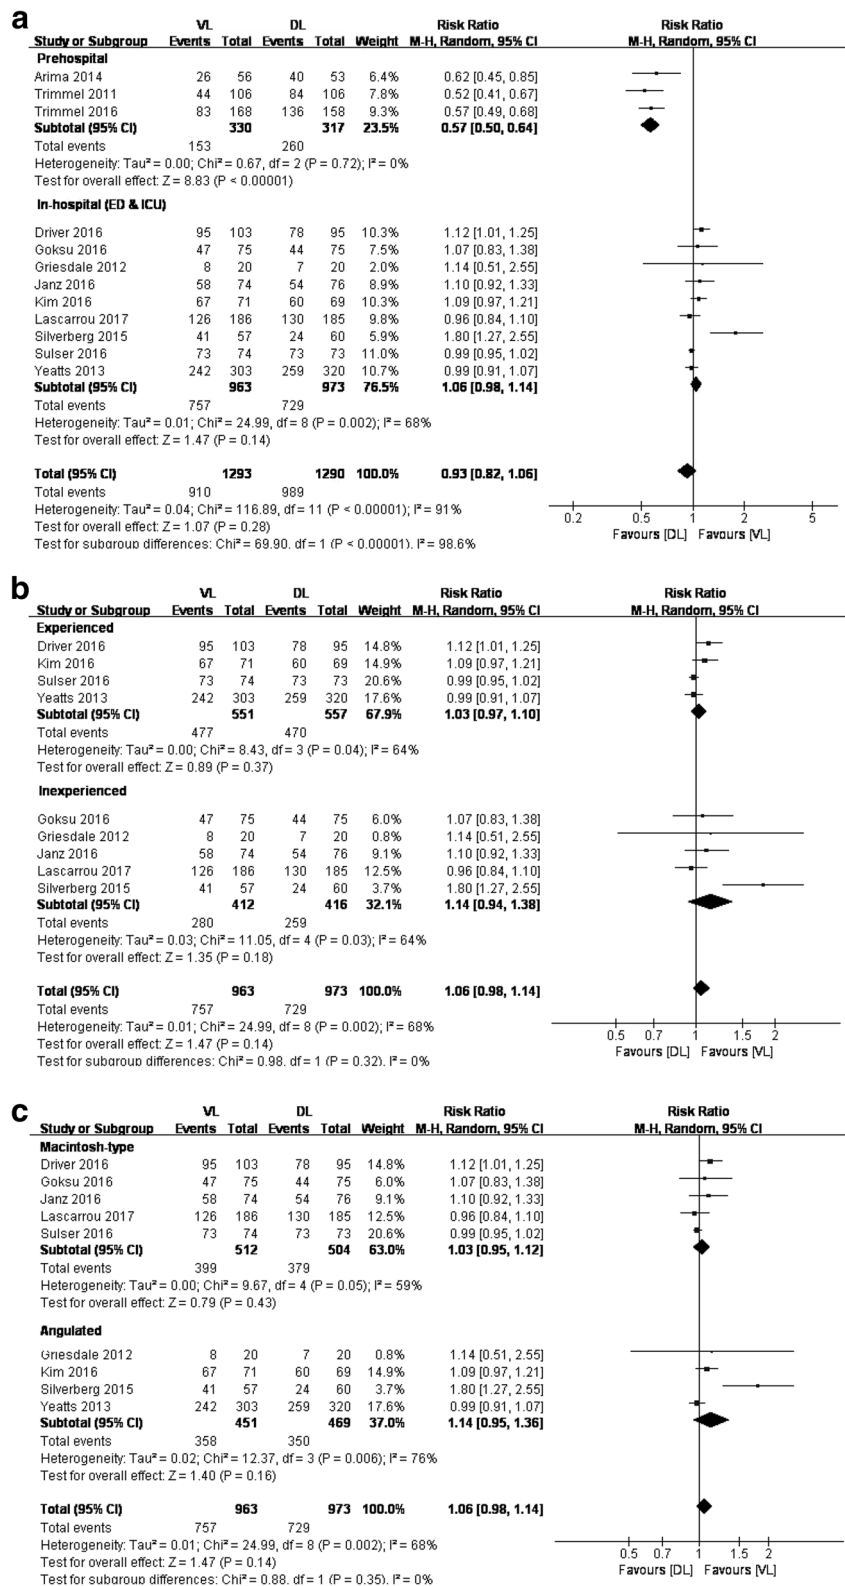 a
VL DL Risk Ratio Risk Ratio
Study or Subgroup Events Total Events Total Weight M-H, Random, 95% CI M-H, Random, 95% CI
Prehospital
Arima 2014 26 56 40 53 6.4% 0.62 [0.45, 0.85]
Trimmel 2011 44 106 84 106 7.8% 0.52 [0.41, 0.67]
Trimmel 2016 83 168 136 158 9.3% 0.57 [0.49, 0.68]
Subtotal (95% CI) 330 317 23.5% 0.57 [0.50, 0.64]
Total events 153 260
Heterogeneity: Tau² = 0.00; Chi² = 0.67, df = 2 (P = 0.72); I² = 0%
Test for overall effect: Z = 8.83 (P < 0.00001)
In-hospital (ED & ICU)
Driver 2016 95 103 78 95 10.3% 1.12 [1.01, 1.25]
Goksu 2016 47 75 44 75 7.5% 1.07 [0.83, 1.38]
Griesdale 2012 8 20 7 20 2.0% 1.14 [0.51, 2.55]
Janz 2016 58 74 54 76 8.9% 1.10 [0.92, 1.33]
Kim 2016 67 71 60 69 10.3% 1.09 [0.97, 1.21]
Lascarrou 2017 126 186 130 185 9.8% 0.96 [0.84, 1.10]
Silverberg 2015 41 57 24 60 5.9% 1.80 [1.27, 2.55]
Sulser 2016 73 74 73 73 11.0% 0.99 [0.95, 1.02]
Yeatts 2013 242 303 259 320 10.7% 0.99 [0.91, 1.07]
Subtotal (95% CI) 963 973 76.5% 1.06 [0.98, 1.14]
Total events 757 729
Heterogeneity: Tau² = 0.01; Chi² = 24.99, df = 8 (P = 0.002); I² = 68%
Test for overall effect: Z = 1.47 (P = 0.14)
Total (95% CI) 1293 1290 100.0% 0.93 [0.82, 1.06]
Total events 910 989
Heterogeneity: Tau² = 0.04; Chi² = 116.89, df = 11 (P < 0.00001); I² = 91%
Test for overall effect: Z = 1.07 (P = 0.28)
Test for subgroup differences: Chi² = 69.90, df = 1 (P < 0.00001), I² = 98.6%
0.2 0.5 1 2 5
Favours [DL] Favours [VL]
b
VL DL Risk Ratio Risk Ratio
Study or Subgroup Events Total Events Total Weight M-H, Random, 95% CI M-H, Random, 95% CI
Experienced
Driver 2016 95 103 78 95 14.8% 1.12 [1.01, 1.25]
Kim 2016 67 71 60 69 14.9% 1.09 [0.97, 1.21]
Sulser 2016 73 74 73 73 20.6% 0.99 [0.95, 1.02]
Yeatts 2013 242 303 259 320 17.6% 0.99 [0.91, 1.07]
Subtotal (95% CI) 551 557 67.9% 1.03 [0.97, 1.10]
Total events 477 470
Heterogeneity: Tau² = 0.00; Chi² = 8.43, df = 3 (P = 0.04); I² = 64%
Test for overall effect: Z = 0.89 (P = 0.37)
Inexperienced
Goksu 2016 47 75 44 75 6.0% 1.07 [0.83, 1.38]
Griesdale 2012 8 20 7 20 0.8% 1.14 [0.51, 2.55]
Janz 2016 58 74 54 76 9.1% 1.10 [0.92, 1.33]
Lascarrou 2017 126 186 130 185 12.5% 0.96 [0.84, 1.10]
Silverberg 2015 41 57 24 60 3.7% 1.80 [1.27, 2.55]
Subtotal (95% CI) 412 416 32.1% 1.14 [0.94, 1.38]
Total events 280 259
Heterogeneity: Tau² = 0.03; Chi² = 11.05, df = 4 (P = 0.03); I² = 64%
Test for overall effect: Z = 1.35 (P = 0.18)
Total (95% CI) 963 973 100.0% 1.06 [0.98, 1.14]
Total events 757 729
Heterogeneity: Tau² = 0.01; Chi² = 24.99, df = 8 (P = 0.002); I² = 68%
Test for overall effect: Z = 1.47 (P = 0.14)
Test for subgroup differences: Chi² = 0.98, df = 1 (P = 0.32), I² = 0%
0.5 0.7 1 1.5 2
Favours [DL] Favours [VL]
c
VL DL Risk Ratio Risk Ratio
Study or Subgroup Events Total Events Total Weight M-H, Random, 95% CI M-H, Random, 95% CI
Macintosh-type
Driver 2016 95 103 78 95 14.8% 1.12 [1.01, 1.25]
Goksu 2016 47 75 44 75 6.0% 1.07 [0.83, 1.38]
Janz 2016 58 74 54 76 9.1% 1.10 [0.92, 1.33]
Lascarrou 2017 126 186 130 185 12.5% 0.96 [0.84, 1.10]
Sulser 2016 73 74 73 73 20.6% 0.99 [0.95, 1.02]
Subtotal (95% CI) 512 504 63.0% 1.03 [0.95, 1.12]
Total events 399 379
Heterogeneity: Tau² = 0.00; Chi² = 9.67, df = 4 (P = 0.05); I² = 59%
Test for overall effect: Z = 0.79 (P = 0.43)
Angulated
Griesdale 2012 8 20 7 20 0.8% 1.14 [0.51, 2.55]
Kim 2016 67 71 60 69 14.9% 1.09 [0.97, 1.21]
Silverberg 2015 41 57 24 60 3.7% 1.80 [1.27, 2.55]
Yeatts 2013 242 303 259 320 17.6% 0.99 [0.91, 1.07]
Subtotal (95% CI) 451 469 37.0% 1.14 [0.95, 1.36]
Total events 358 350
Heterogeneity: Tau² = 0.02; Chi² = 12.37, df = 3 (P = 0.006); I² = 76%
Test for overall effect: Z = 1.40 (P = 0.16)
Total (95% CI) 963 973 100.0% 1.06 [0.98, 1.14]
Total events 757 729
Heterogeneity: Tau² = 0.01; Chi² = 24.99, df = 8 (P = 0.002); I² = 68%
Test for overall effect: Z = 1.47 (P = 0.14)
Test for subgroup differences: Chi² = 0.88, df = 1 (P = 0.35), I² = 0%
0.5 0.7 1 1.5 2
Favours [DL] Favours [VL]